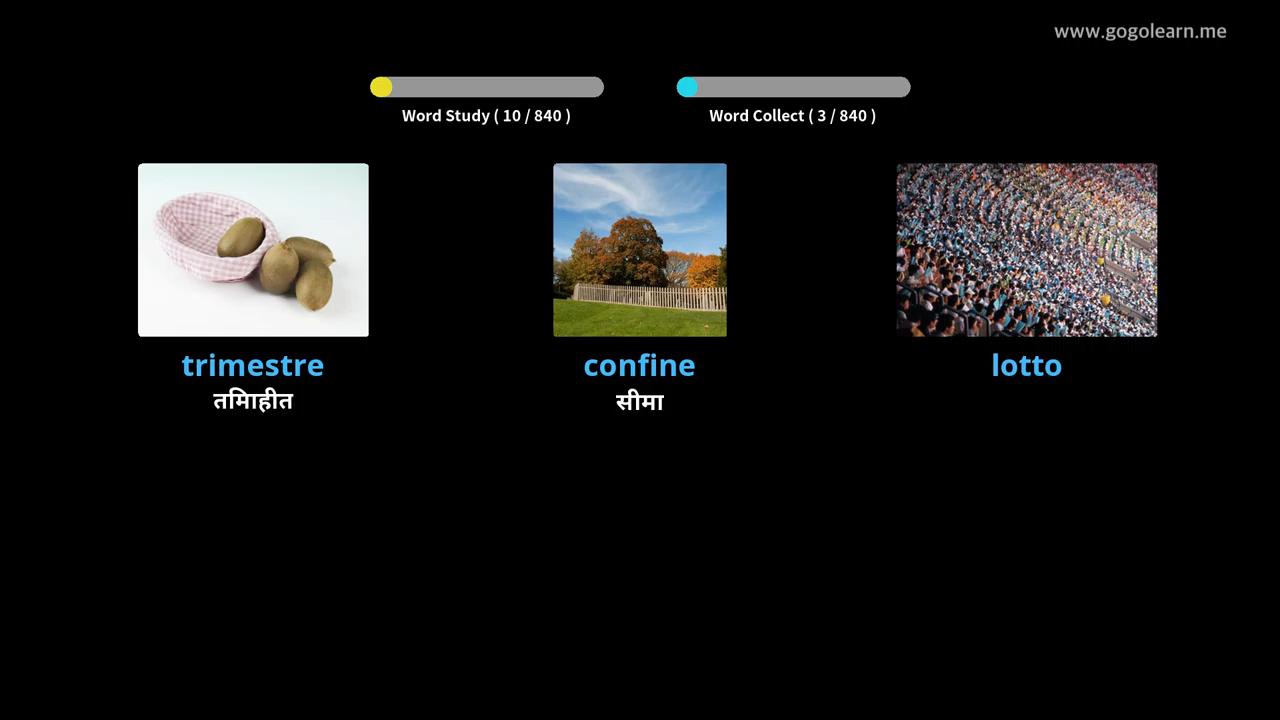 www.gogolearn.me
Word Study ( 10 / 840 )
Word Collect ( 3 / 840 )
trimestre
confine
lotto
तिमाहीत
सीमा